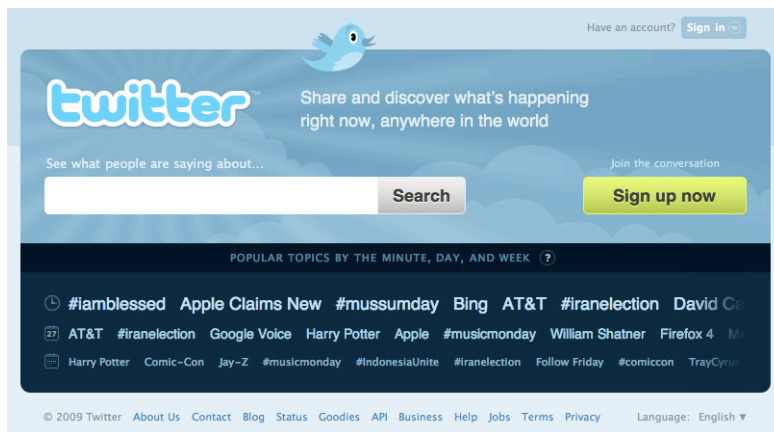 Have an account? Sign in
twitter™
Share and discover what's happening
right now, anywhere in the world
See what people are saying about...
Join the conversation
Search
Sign up now
POPULAR TOPICS BY THE MINUTE, DAY, AND WEEK ?
#iamblessed Apple Claims New #mussumday Bing AT&T #iranelection David
27 AT&T #iranelection Google Voice Harry Potter Apple #musicmonday William Shatner Firefox 4
Harry Potter Comic-Con Jay-Z #musicmonday #IndonesiaUnite #iranelection Follow Friday #comiccon TrayCyrus
© 2009 Twitter About Us Contact Blog Status Goodies API Business Help Jobs Terms Privacy Language: English